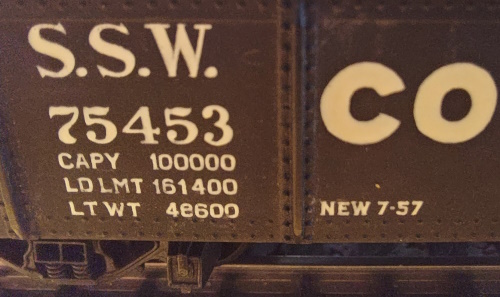 S.S.W.
75453
CAPY 100000
LD LMT 161400
LT WT 48600
CO
NEW 7-57